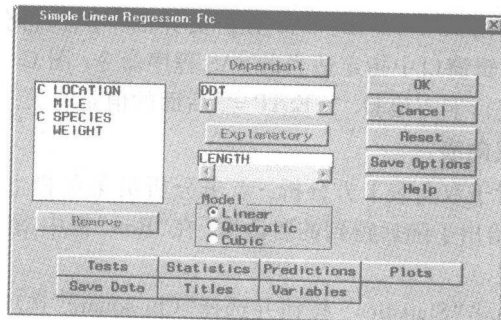 Simple Linear Regression: Ftc
Dependent
C LOCATION
MILE
C SPECIES
WEIGHT
DDT
Explanatory
LENGTH
Model
Linear
Quadratic
Cubic
Remove
OK
Cancel
Reset
Save Options
Help
Tests Statistics Predictions Plots
Save Data Titles Variables